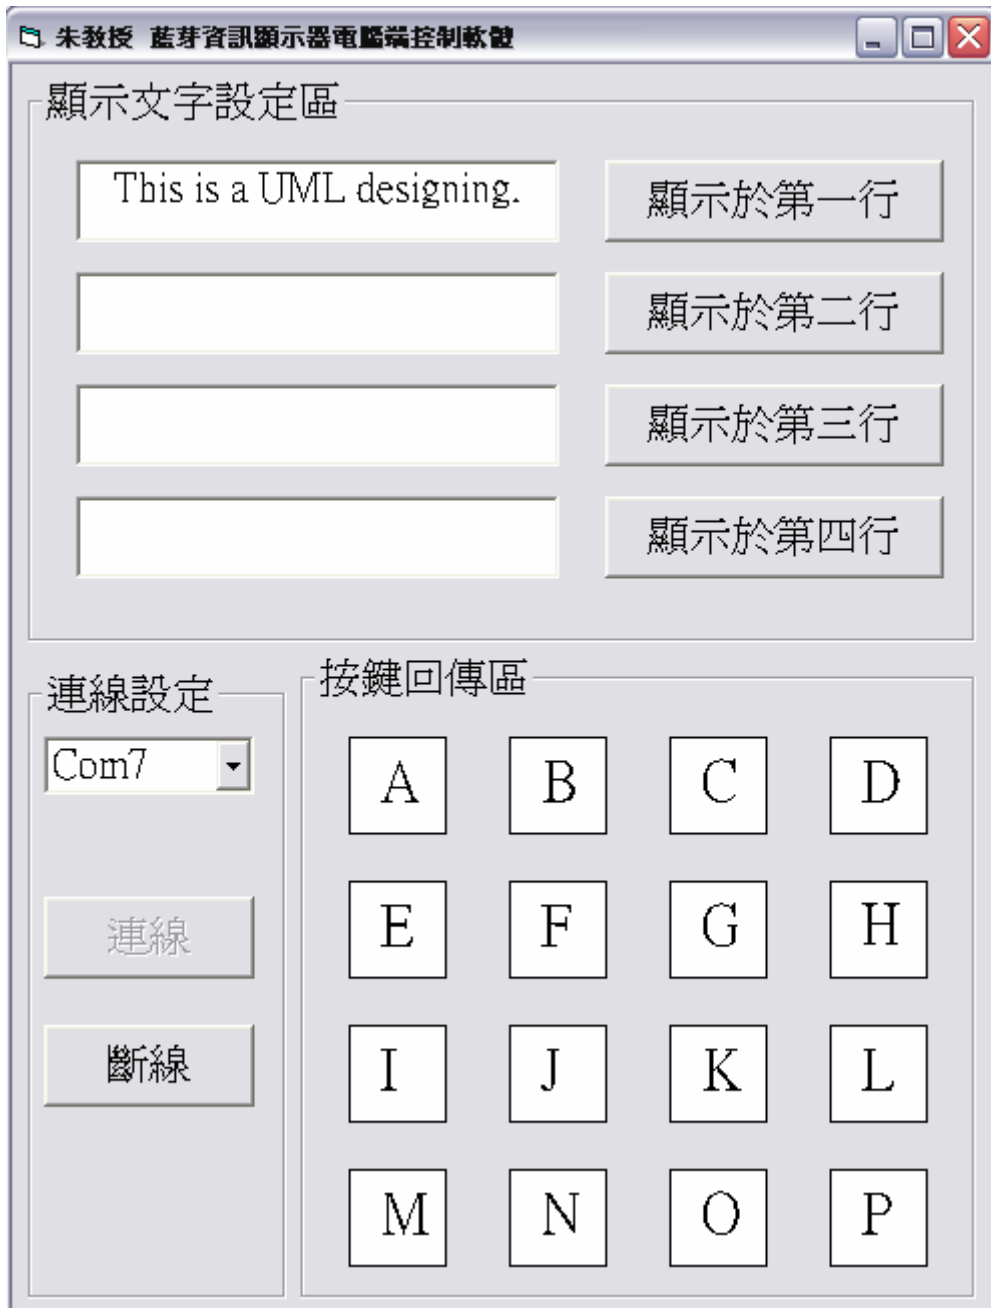 朱教授 藍芽資訊顯示器電腦端控制軟體
顯示文字設定區
This is a UML designing.
顯示於第一行
顯示於第二行
顯示於第三行
顯示於第四行
連線設定
Com7
連線
斷線
按鍵回傳區
A B C D
E F G H
I J K L
M N O P